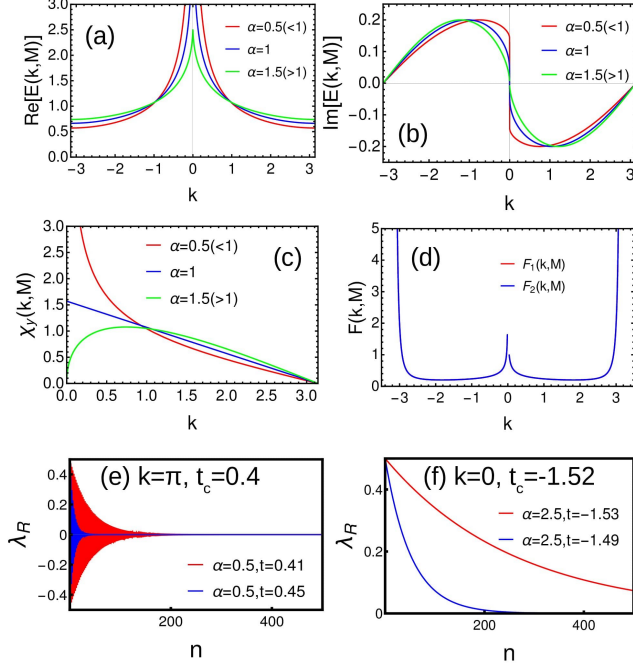 3.0
2.5
2.0
1.5
1.0
0.5
0.0
Re[E(k,M)]
(a)
α=0.5(<1)
α=1
α=1.5(>1)
-3 -2 -1 0 1 2 3
k
0.2
0.1
0.0
-0.1
-0.2
Im[E(k,M)]
α=0.5(<1)
α=1
α=1.5(>1)
(b)
-3 -2 -1 0 1 2 3
k
3.0
2.5
2.0
1.5
1.0
0.5
0.0
χy(k,M)
α=0.5(<1)
(c)
α=1
α=1.5(>1)
0.0 0.5 1.0 1.5 2.0 2.5 3.0
k
5
4
3
2
1
0
F(k,M)
(d)
F1(k,M)
F2(k,M)
-3 -2 -1 0 1 2 3
k
0.4
0.2
0
-0.2
-0.4
λR
(e) k=π, tc=0.4
α=0.5,t=0.41
α=0.5,t=0.45
200 400
n
0.4
0.2
0
λR
(f) k=0, tc=-1.52
α=2.5,t=−1.53
α=2.5,t=−1.49
200 400
n